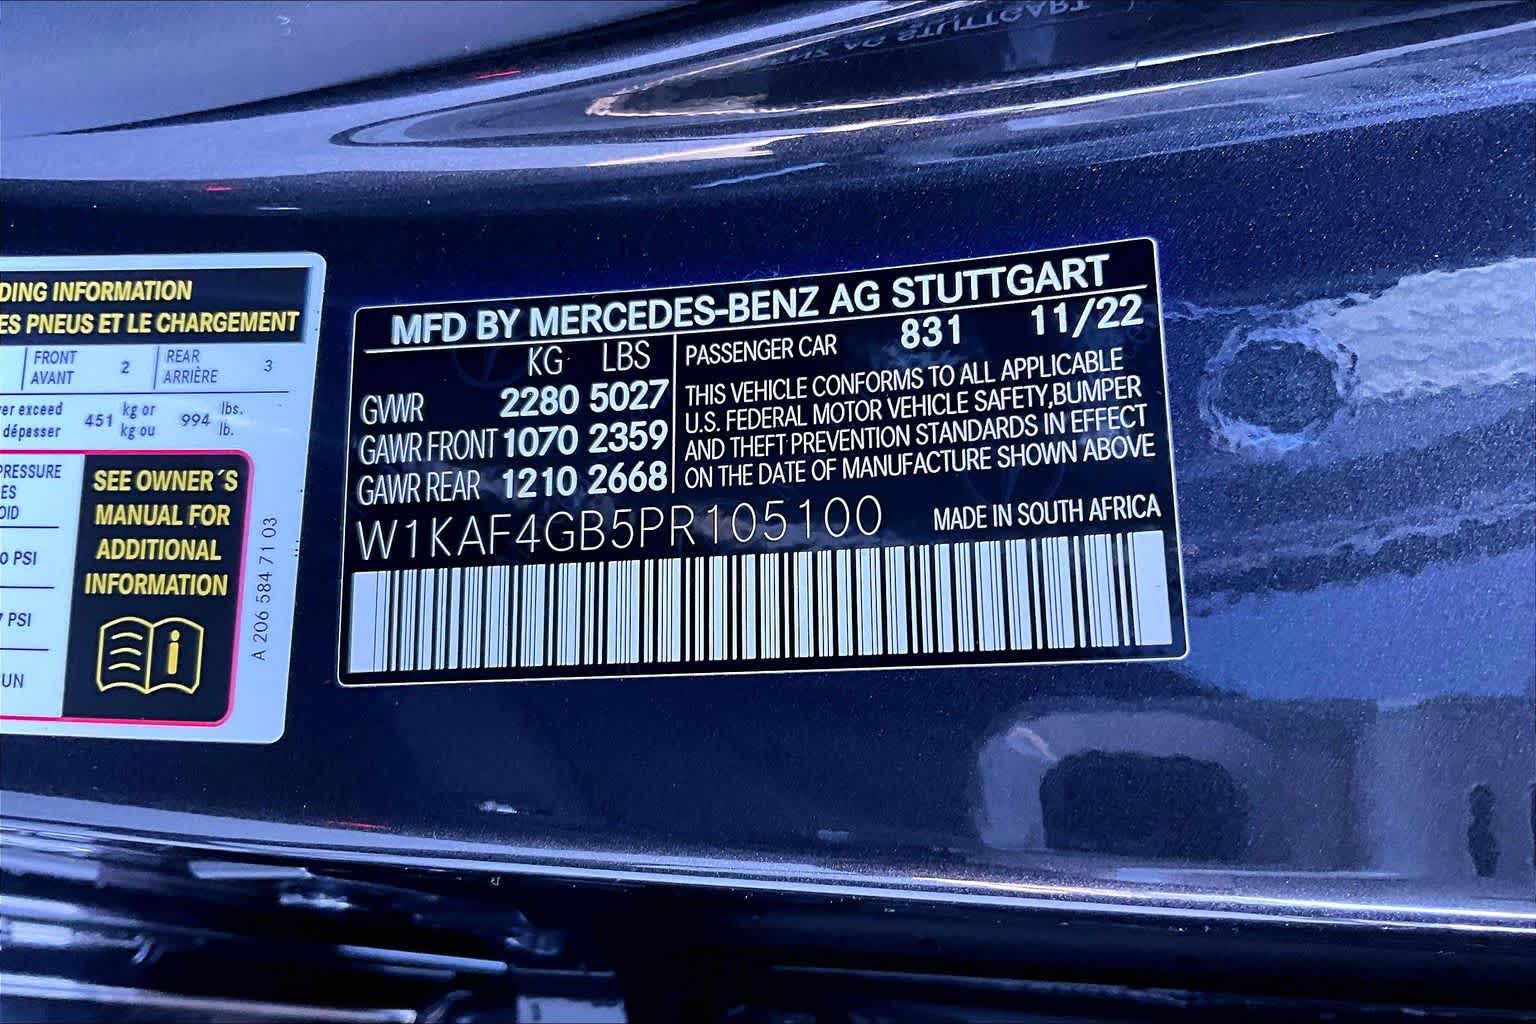 DING INFORMATION
ES PNEUS ET LE CHARGEMENT
FRONT
AVANT
2
REAR
ARRIÈRE
3
er exceed
dépasser
451
kg or
kg ou
994
lbs.
lb.
PRESSURE
ES
OID
0 PSI
7 PSI
UN
SEE OWNER´S
MANUAL FOR
ADDITIONAL
INFORMATION
A 206 584 71 03
MFD BY MERCEDES-BENZ AG STUTTGART
KG LBS
GVWR 2280 5027
GAWR FRONT 1070 2359
GAWR REAR 1210 2668
PASSENGER CAR 831 11/22
THIS VEHICLE CONFORMS TO ALL APPLICABLE
U.S. FEDERAL MOTOR VEHICLE SAFETY,BUMPER
AND THEFT PREVENTION STANDARDS IN EFFECT
ON THE DATE OF MANUFACTURE SHOWN ABOVE
W1KAF4GB5PR105100
MADE IN SOUTH AFRICA